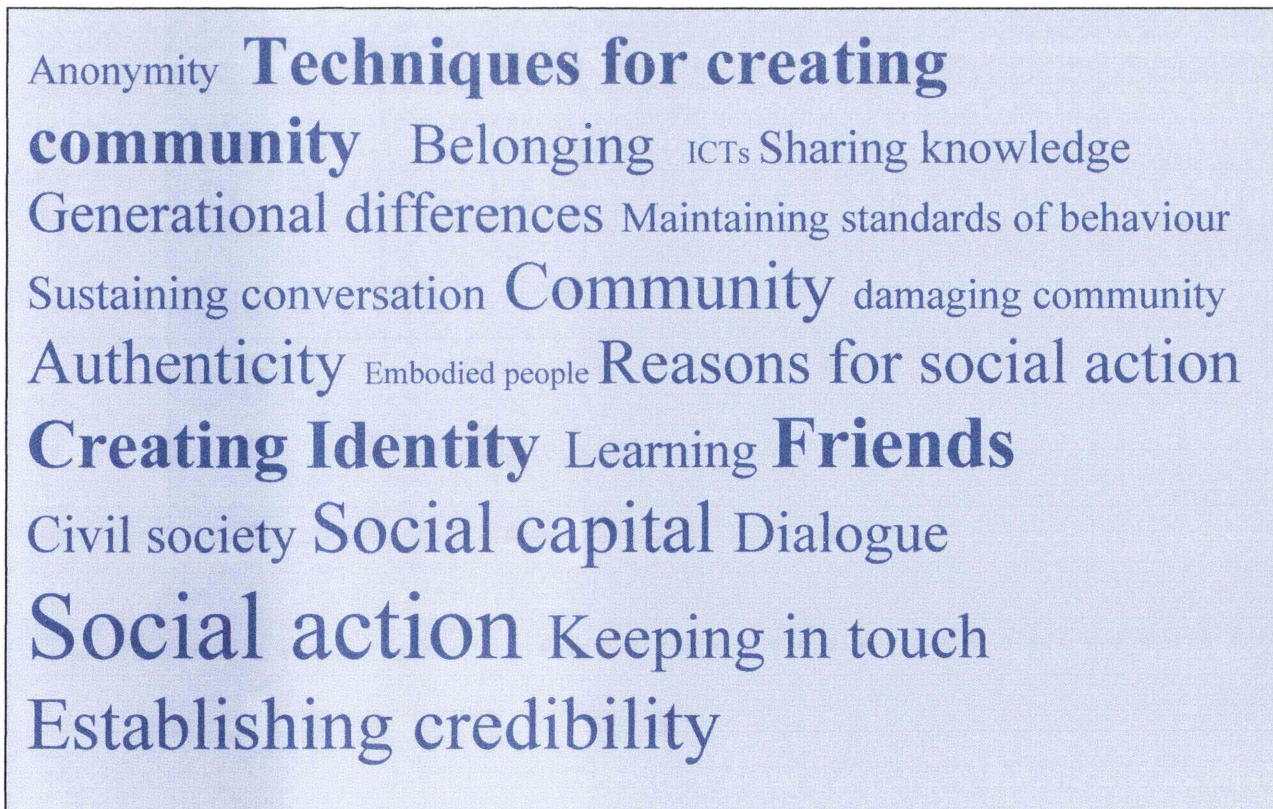 Anonymity Techniques for creating
community Belonging ICTs Sharing knowledge
Generational differences Maintaining standards of behaviour
Sustaining conversation Community damaging community
Authenticity Embodied people Reasons for social action
Creating Identity Learning Friends
Civil society Social capital Dialogue
Social action Keeping in touch
Establishing credibility